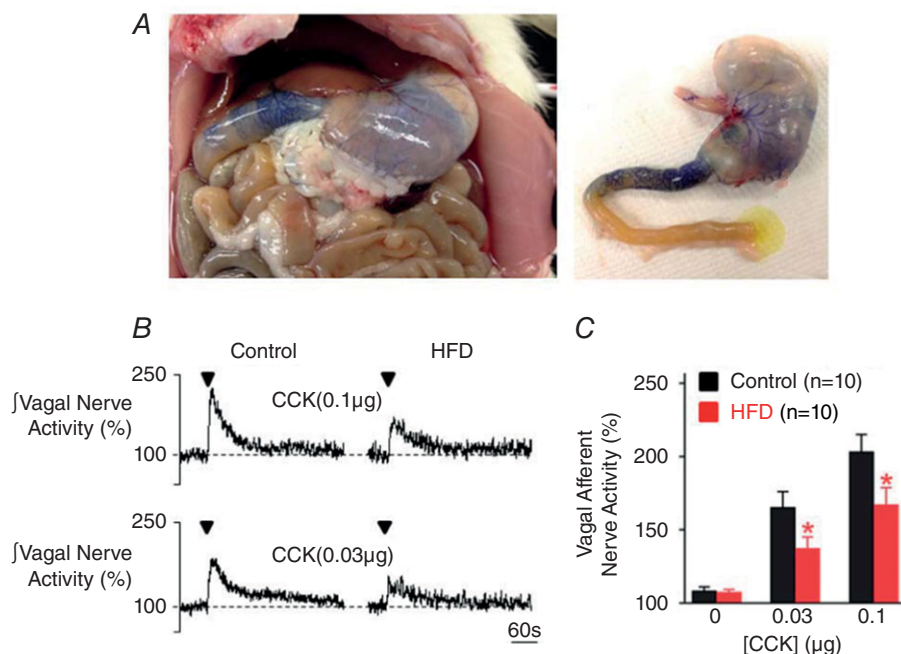 A
B
Control
HFD
250
CCK(0.1µg)
∫Vagal Nerve
Activity (%)
100
250
CCK(0.03µg)
∫Vagal Nerve
Activity (%)
100
60s
C
Control (n=10)
HFD (n=10)
Vagal Afferent
Nerve Activity (%)
250
200
150
100
*
*
0
0.03
0.1
[CCK] (µg)